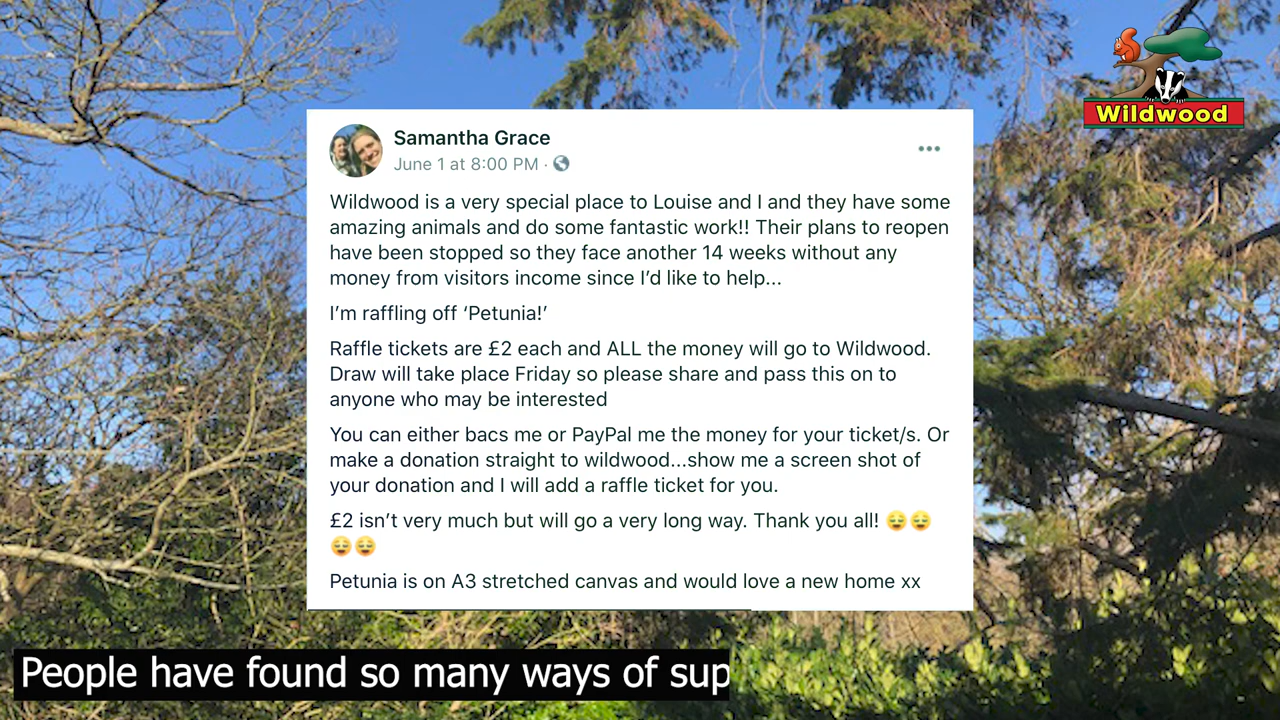 Wildwood
Samantha Grace
June 1 at 8:00 PM ·
Wildwood is a very special place to Louise and I and they have some
amazing animals and do some fantastic work!! Their plans to reopen
have been stopped so they face another 14 weeks without any
money from visitors income since I’d like to help...
I’m raffling off ‘Petunia!’
Raffle tickets are £2 each and ALL the money will go to Wildwood.
Draw will take place Friday so please share and pass this on to
anyone who may be interested
You can either bacs me or PayPal me the money for your ticket/s. Or
make a donation straight to wildwood...show me a screen shot of
your donation and I will add a raffle ticket for you.
£2 isn’t very much but will go a very long way. Thank you all! 😌😌
😌😌
Petunia is on A3 stretched canvas and would love a new home xx
People have found so many ways of sup